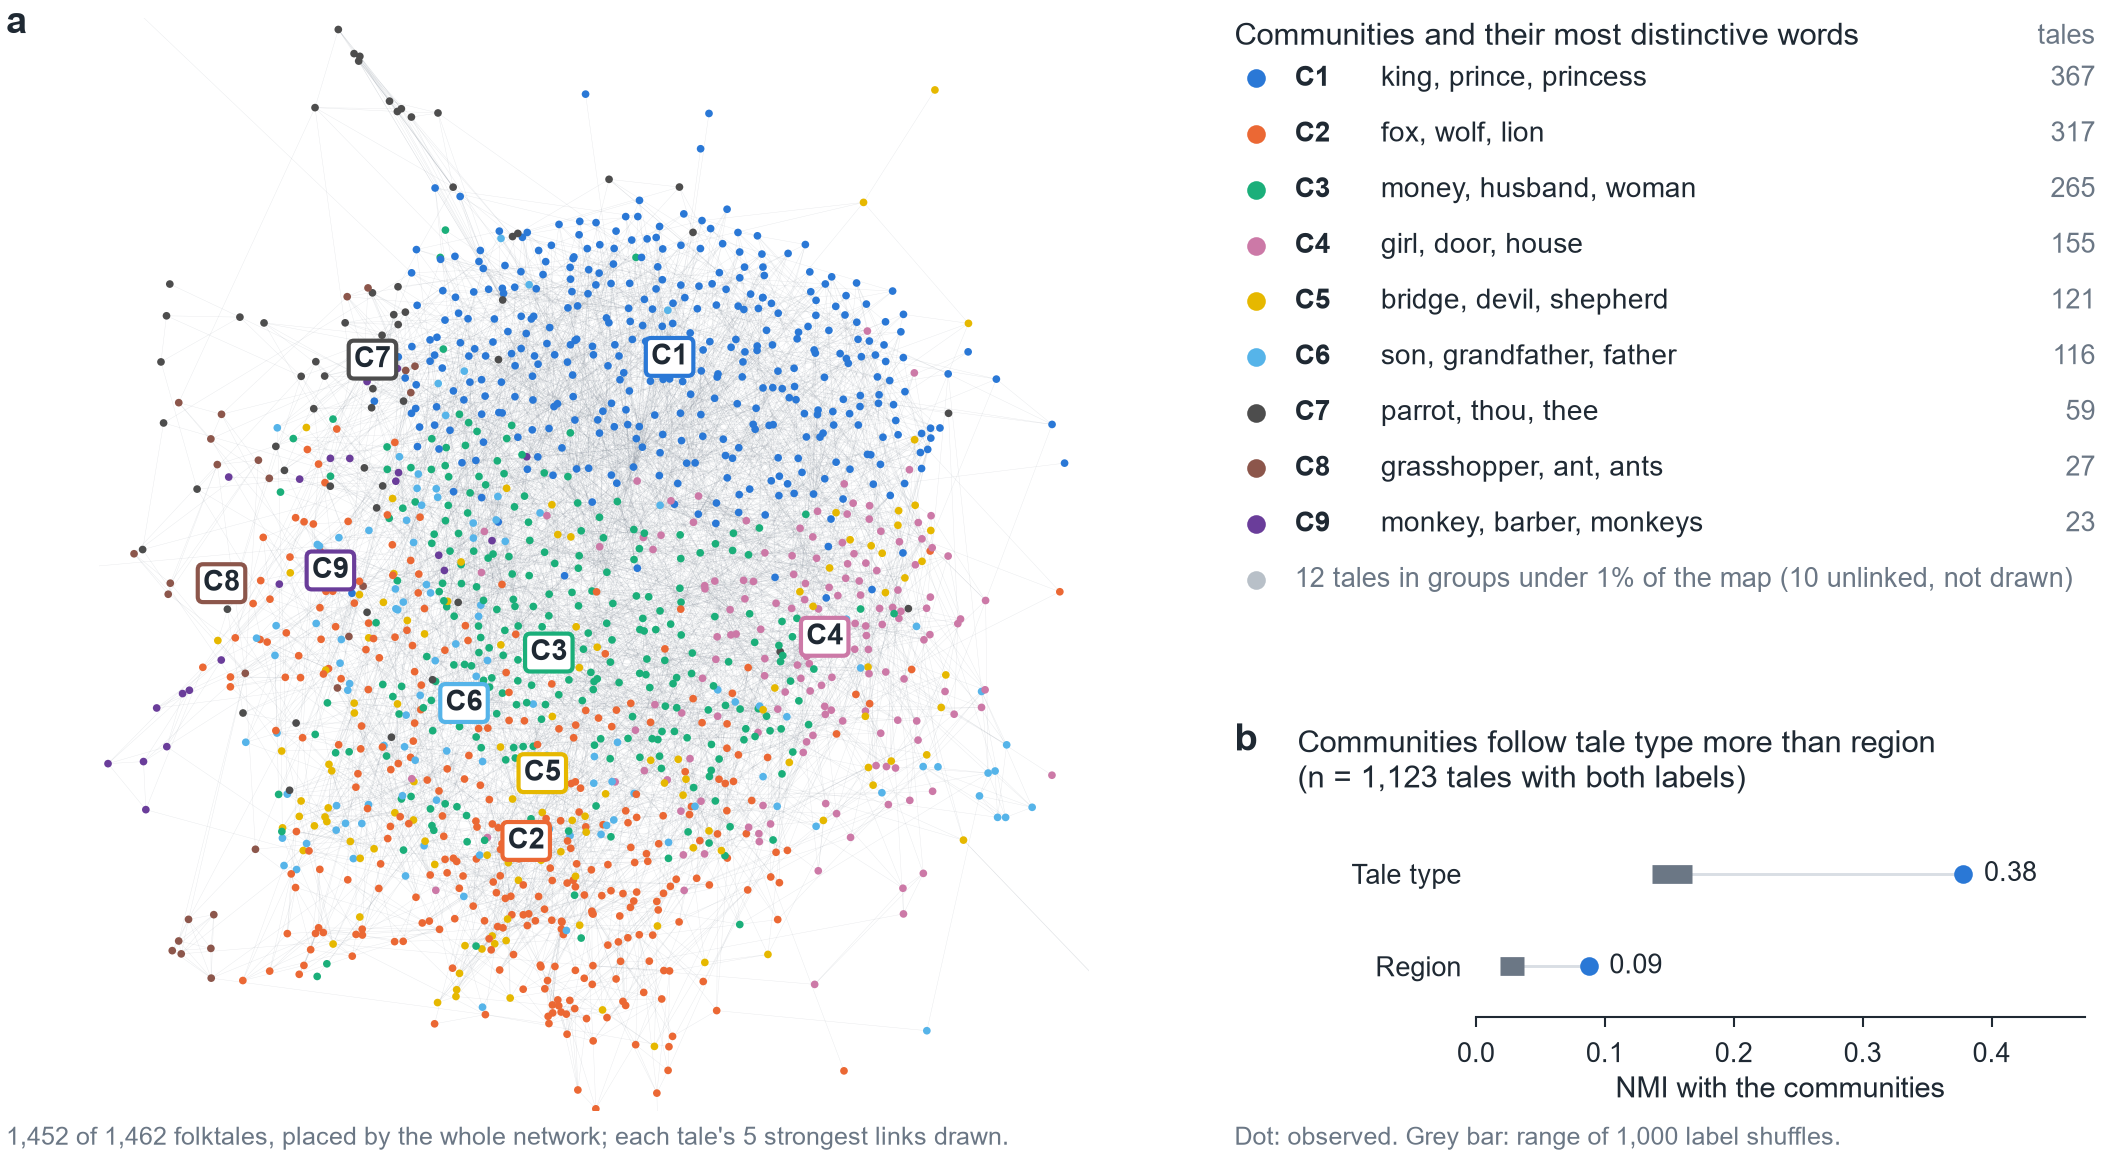 a
C7
C1
C8
C9
C3
C4
C6
C5
C2
1,452 of 1,462 folktales, placed by the whole network; each tale's 5 strongest links drawn.
Communities and their most distinctive words tales
C1 king, prince, princess 367
C2 fox, wolf, lion 317
C3 money, husband, woman 265
C4 girl, door, house 155
C5 bridge, devil, shepherd 121
C6 son, grandfather, father 116
C7 parrot, thou, thee 59
C8 grasshopper, ant, ants 27
C9 monkey, barber, monkeys 23
12 tales in groups under 1% of the map (10 unlinked, not drawn)
b Communities follow tale type more than region
(n = 1,123 tales with both labels)
Tale type 0.38
Region 0.09
0.0 0.1 0.2 0.3 0.4
NMI with the communities
Dot: observed. Grey bar: range of 1,000 label shuffles.